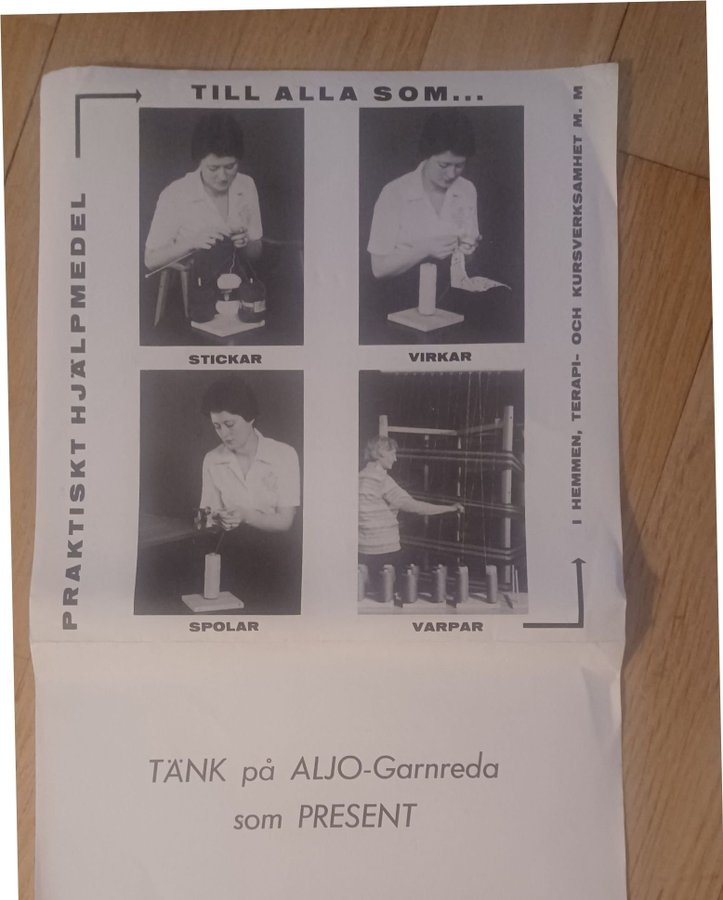 PRAKTISKT HJÄLPMEDEL
TILL ALLA SOM...
STICKAR
VIRKAR
SPOLAR
VARPAR
I HEMMEN, TERAPI- OCH KURSVERKSAMHET M. M
TÄNK på ALJO-Garnreda
som PRESENT